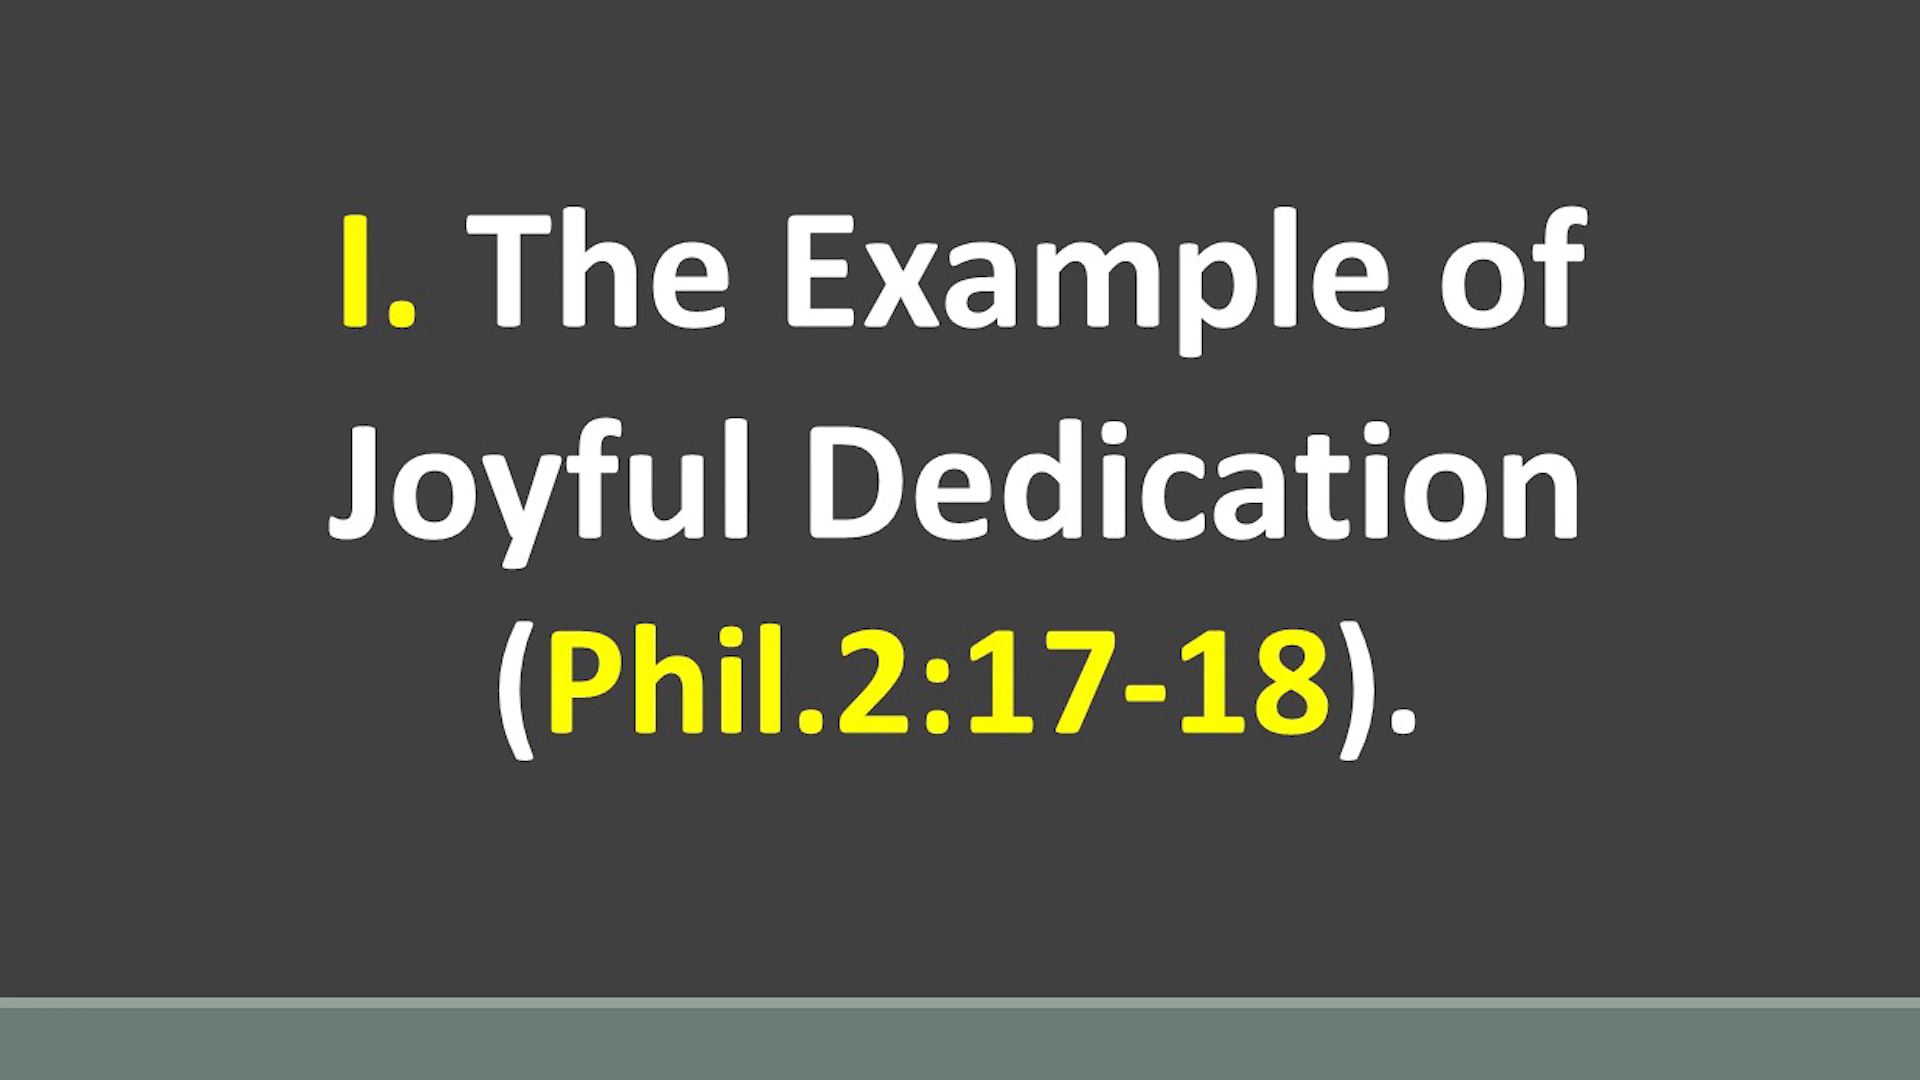 I. The Example of
Joyful Dedication
(Phil.2:17-18).